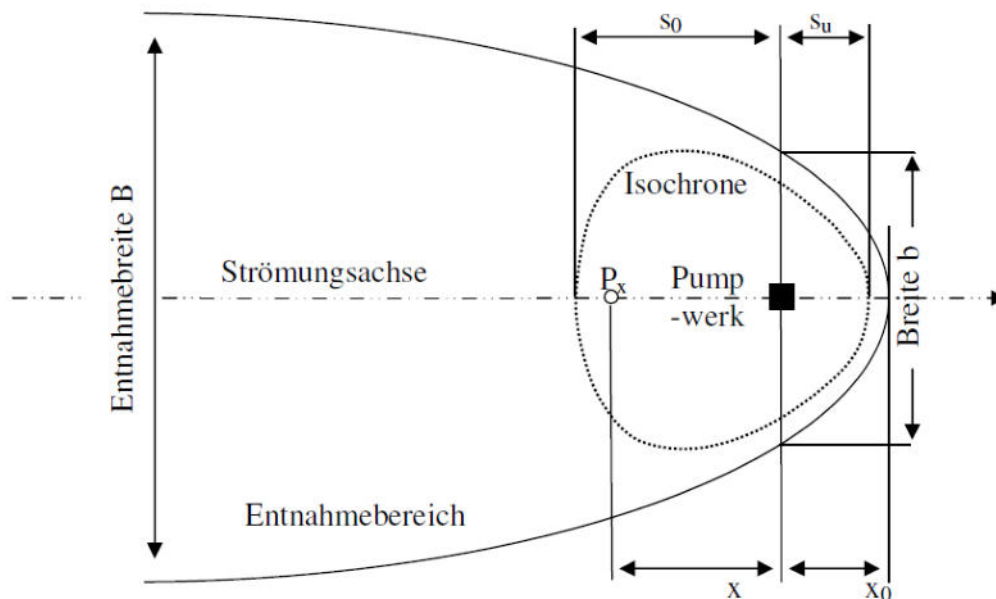 s0
su
Isochrone
Entnahmebreite B
Strömungsachse
Px
Pump
-werk
Breite b
Entnahmebereich
x
x0